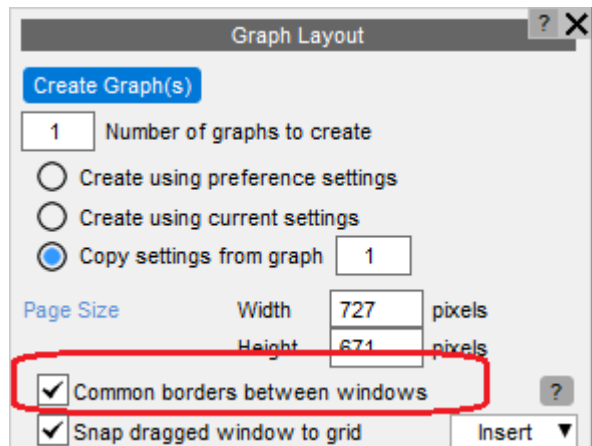 Graph Layout ?
Create Graph(s)
1 Number of graphs to create
Create using preference settings
Create using current settings
Copy settings from graph 1
Page Size Width 727 pixels
Height 671 pixels
Common borders between windows ?
Snap dragged window to grid Insert